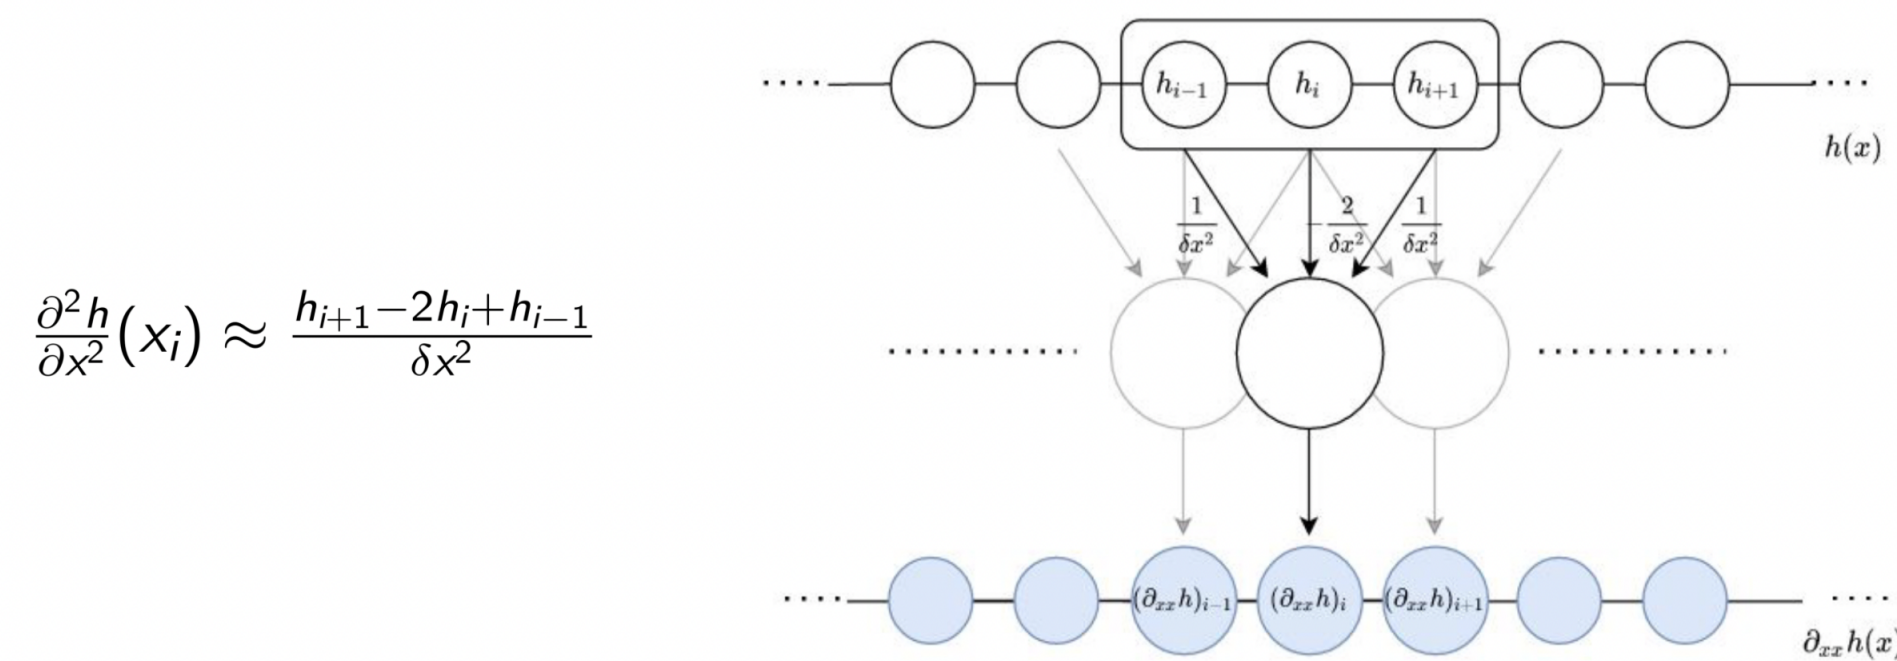 ∂²h/∂x² (xᵢ) ≈ (hᵢ₊₁−2hᵢ+hᵢ₋₁)/δx²
.... hᵢ₋₁ hᵢ hᵢ₊₁ ....
h(x)
1/δx² −2/δx² 1/δx²
(∂ₓₓh)ᵢ₋₁ (∂ₓₓh)ᵢ (∂ₓₓh)ᵢ₊₁
∂ₓₓh(x)